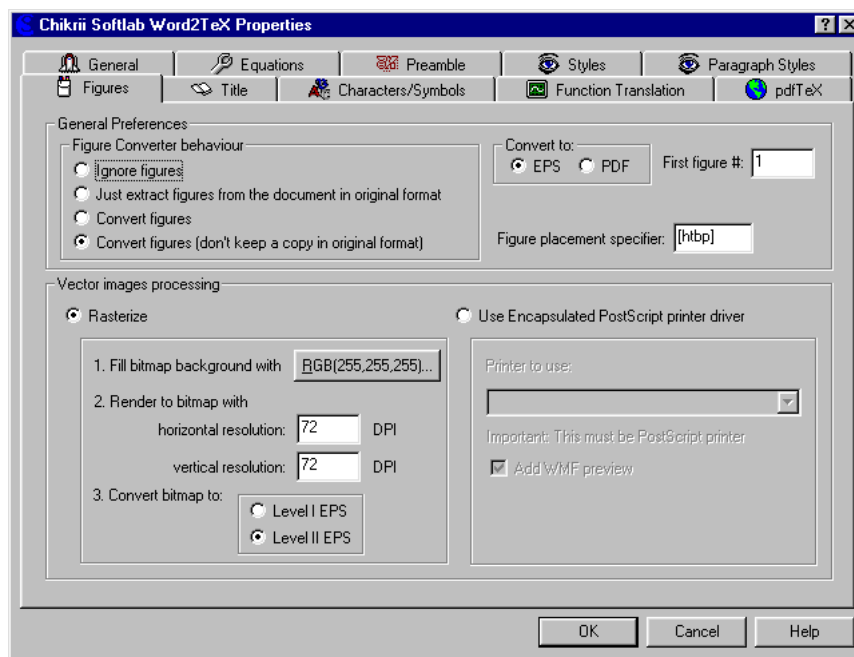 Chikrii Softlab Word2TeX Properties
General
Equations
Preamble
Styles
Paragraph Styles
Figures
Title
Characters/Symbols
Function Translation
pdfTeX
General Preferences
Figure Converter behaviour
Ignore figures
Just extract figures from the document in original format
Convert figures
Convert figures (don't keep a copy in original format)
Convert to:
EPS
PDF
First figure #: 1
Figure placement specifier: [htbp]
Vector images processing
Rasterize
1. Fill bitmap background with RGB(255,255,255)...
2. Render to bitmap with
horizontal resolution: 72 DPI
vertical resolution: 72 DPI
3. Convert bitmap to:
Level I EPS
Level II EPS
Use Encapsulated PostScript printer driver
Printer to use:
Important: This must be PostScript printer
Add WMF preview
OK
Cancel
Help